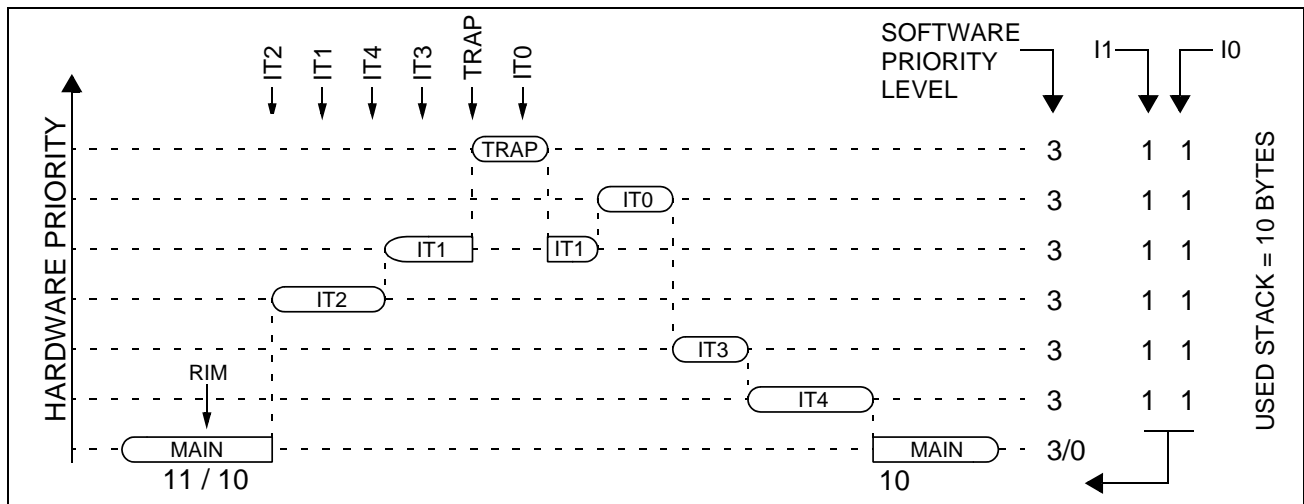 IT2
IT1
IT4
IT3
TRAP
IT0
SOFTWARE
PRIORITY
LEVEL
I1
I0
HARDWARE PRIORITY
TRAP
3
1 1
IT0
3
1 1
IT1
IT1
3
1 1
IT2
3
1 1
IT3
3
1 1
RIM
IT4
3
1 1
MAIN
MAIN
3/0
11 / 10
10
USED STACK = 10 BYTES